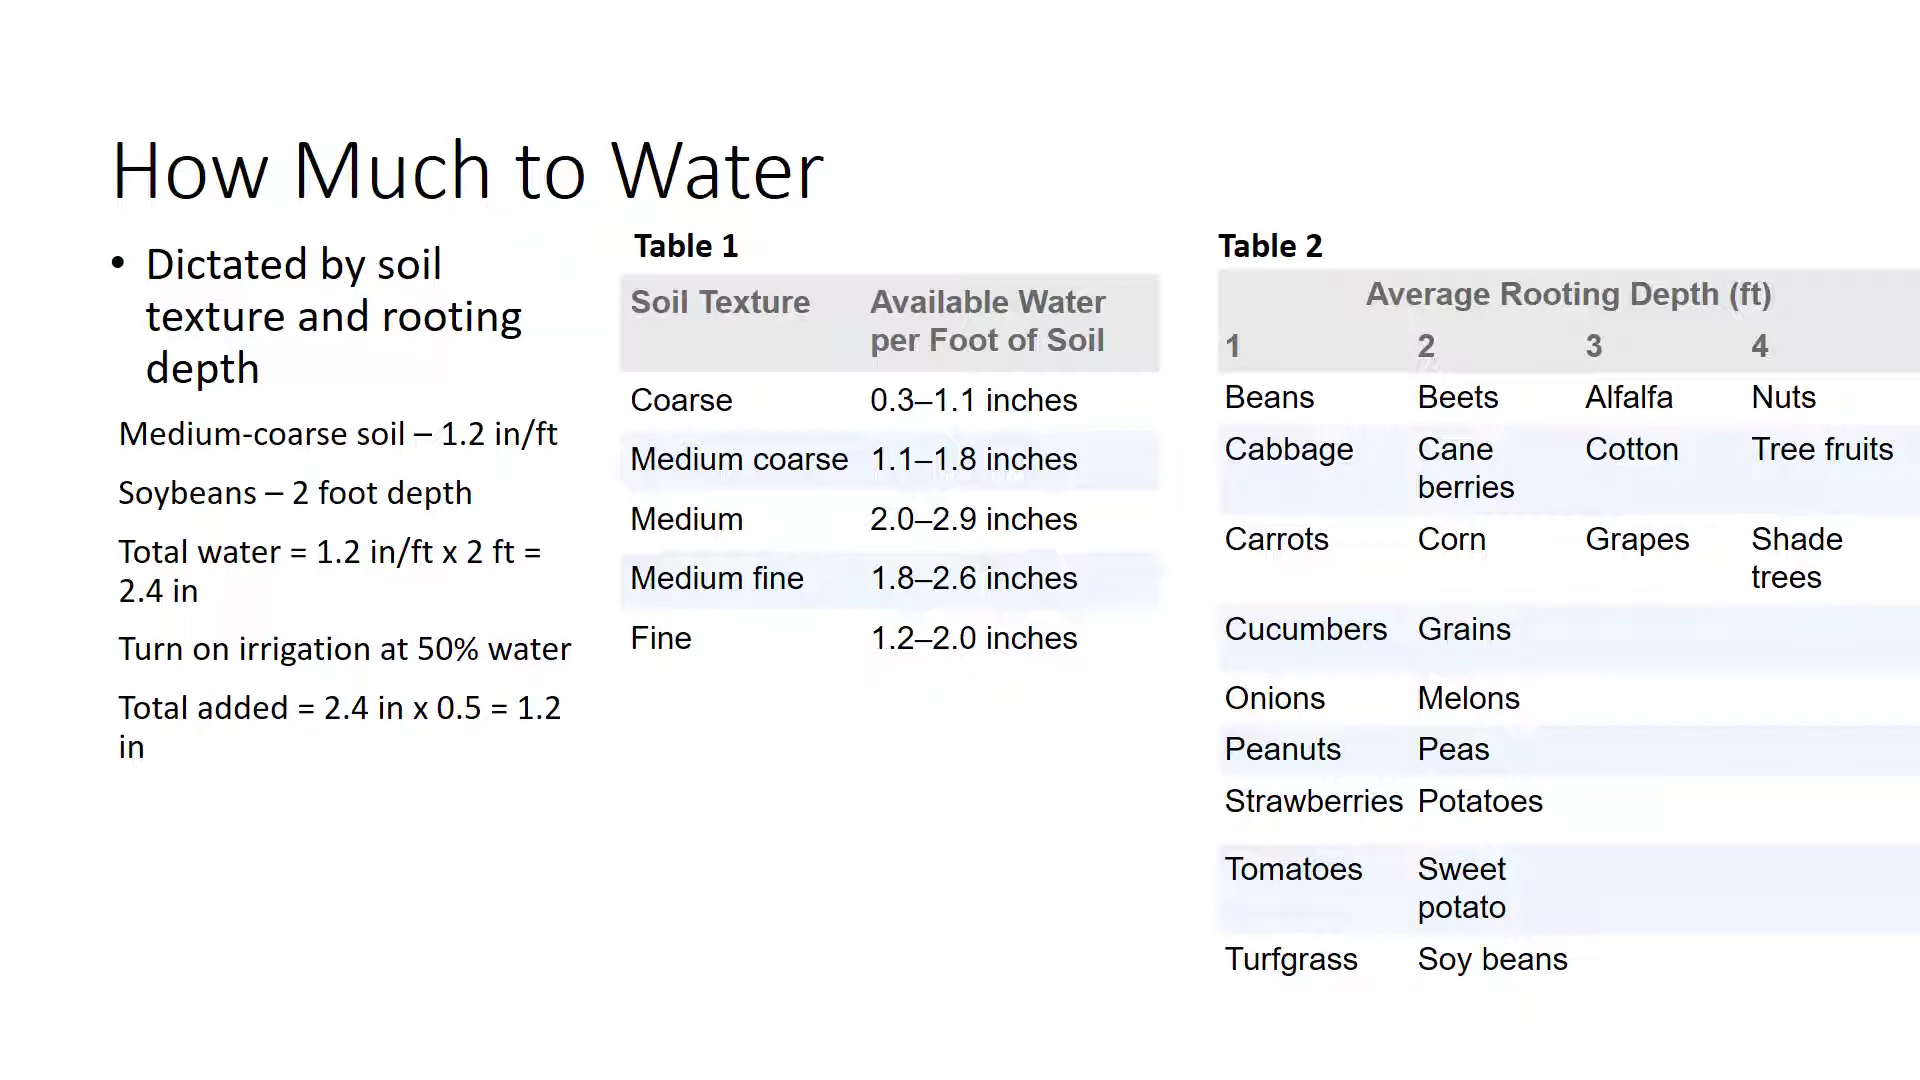 How Much to Water
• Dictated by soil
texture and rooting
depth
Medium-coarse soil – 1.2 in/ft
Soybeans – 2 foot depth
Total water = 1.2 in/ft x 2 ft =
2.4 in
Turn on irrigation at 50% water
Total added = 2.4 in x 0.5 = 1.2
in
Table 1
Soil Texture Available Water
per Foot of Soil
Coarse 0.3–1.1 inches
Medium coarse 1.1–1.8 inches
Medium 2.0–2.9 inches
Medium fine 1.8–2.6 inches
Fine 1.2–2.0 inches
Table 2
Average Rooting Depth (ft)
1 2 3 4
Beans Beets Alfalfa Nuts
Cabbage Cane Cotton Tree fruits
berries
Carrots Corn Grapes Shade
trees
Cucumbers Grains
Onions Melons
Peanuts Peas
Strawberries Potatoes
Tomatoes Sweet
potato
Turfgrass Soy beans